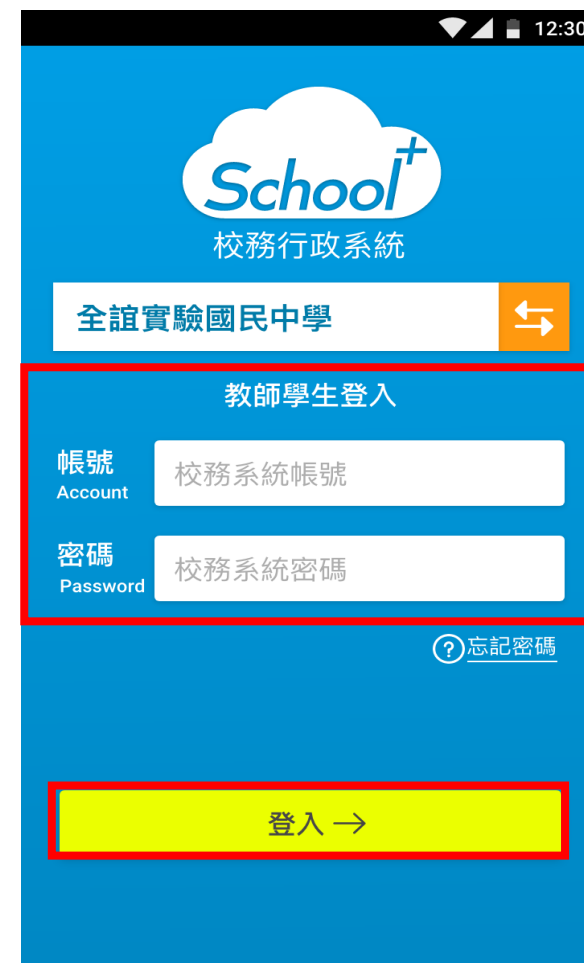 12:30
School+
校務行政系統
全誼實驗國民中學
教師學生登入
帳號
Account
校務系統帳號
密碼
Password
校務系統密碼
?忘記密碼
登入→